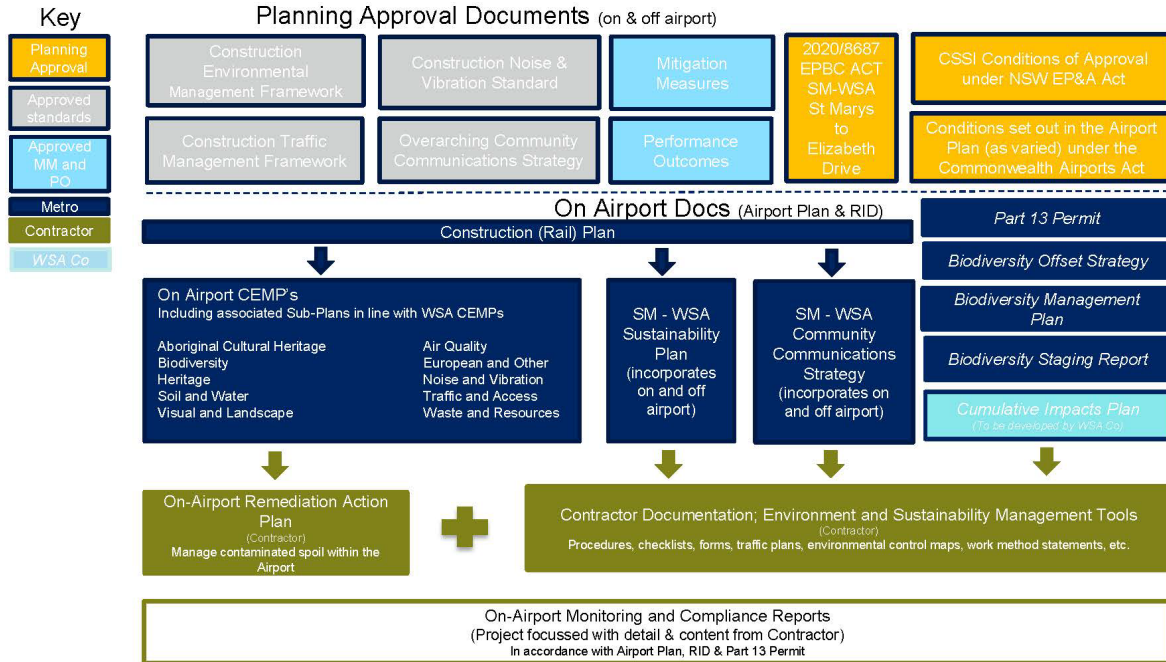 Key
Planning
Approval
Approved
standards
Approved
MM and
PO
Metro
Contractor
WSA Co
Planning Approval Documents (on & off airport)
Construction
Environmental
Management Framework
Construction Noise &
Vibration Standard
Mitigation
Measures
2020/8687
EPBC ACT
SM-WSA
St Marys
to
Elizabeth
Drive
CSSI Conditions of Approval
under NSW EP&A Act
Construction Traffic
Management Framework
Overarching Community
Communications Strategy
Performance
Outcomes
Conditions set out in the Airport
Plan (as varied) under the
Commonwealth Airports Act
On Airport Docs (Airport Plan & RID)
Construction (Rail) Plan
Part 13 Permit
Biodiversity Offset Strategy
Biodiversity Management
Plan
Biodiversity Staging Report
Cumulative Impacts Plan
(To be developed by WSA Co)
On Airport CEMP's
Including associated Sub-Plans in line with WSA CEMPs
Aboriginal Cultural Heritage
Biodiversity
Heritage
Soil and Water
Visual and Landscape
Air Quality
European and Other
Noise and Vibration
Traffic and Access
Waste and Resources
SM - WSA
Sustainability
Plan
(incorporates
on and off
airport)
SM - WSA
Community
Communications
Strategy
(incorporates on
and off airport)
On-Airport Remediation Action
Plan
(Contractor)
Manage contaminated spoil within the
Airport
Contractor Documentation; Environment and Sustainability Management Tools
(Contractor)
Procedures, checklists, forms, traffic plans, environmental control maps, work method statements, etc.
On-Airport Monitoring and Compliance Reports
(Project focussed with detail & content from Contractor)
In accordance with Airport Plan, RID & Part 13 Permit